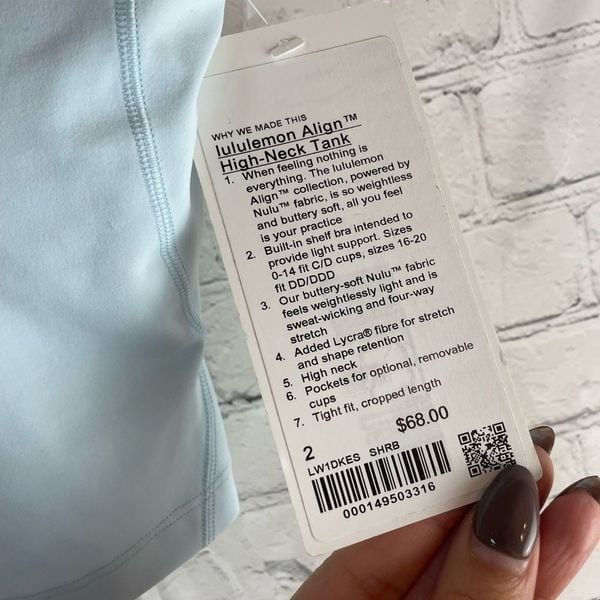 WHY WE MADE THIS
lululemon Align™
High-Neck Tank
1. When feeling nothing is
everything. The lululemon
Align™ collection, powered by
Nulu™ fabric, is so weightless
and buttery soft, all you feel
is your practice
2. Built-in shelf bra intended to
provide light support. Sizes
0-14 fit C/D cups, sizes 16-20
fit DD/DDD
3. Our buttery-soft Nulu™ fabric
feels weightlessly light and is
sweat-wicking and four-way
stretch
4. Added Lycra® fibre for stretch
and shape retention
5. High neck
6. Pockets for optional, removable
cups
7. Tight fit, cropped length
$68.00
2
LW1DKES SHRB
000149503316